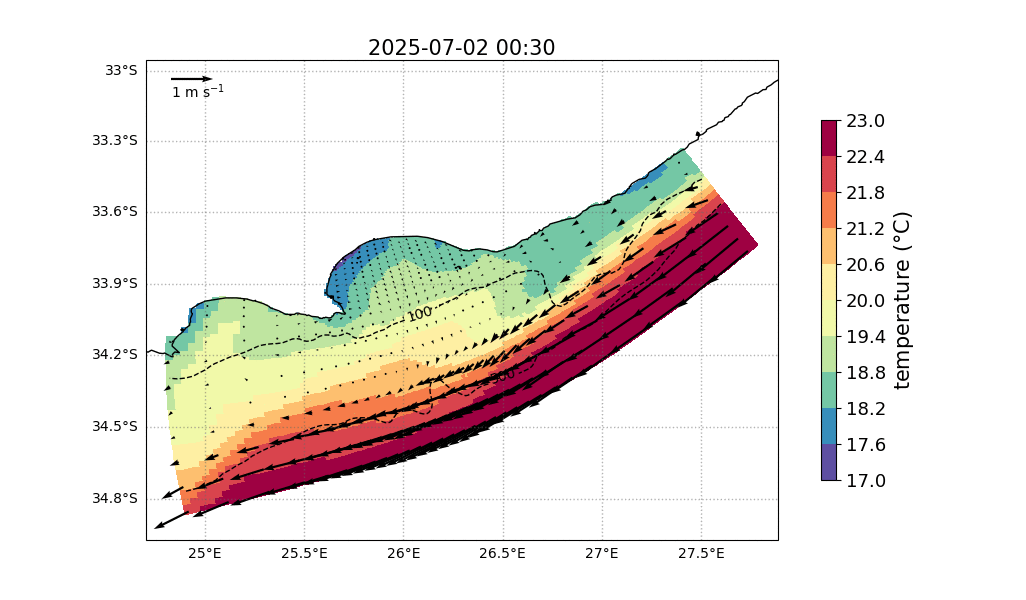 2025-07-02 00:30
1 m s⁻¹
33°S
33.3°S
33.6°S
33.9°S
34.2°S
34.5°S
34.8°S
25°E
25.5°E
26°E
26.5°E
27°E
27.5°E
100
500
23.0
22.4
21.8
21.2
20.6
20.0
19.4
18.8
18.2
17.6
17.0
temperature (°C)